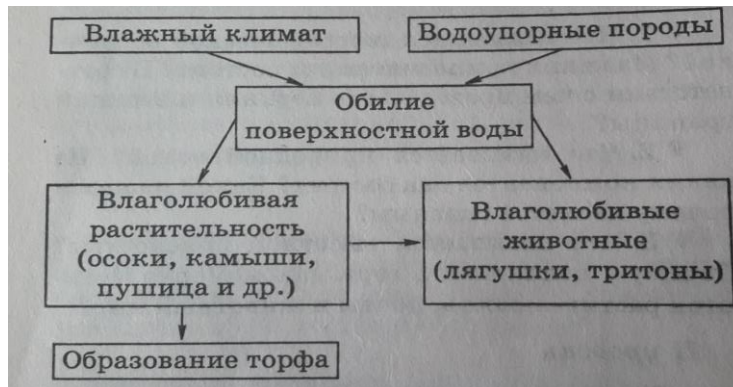 Влажный климат
Водоупорные породы
Обилие
поверхностной воды
Влаголюбивая
растительность
(осоки, камыши,
пушица и др.)
Влаголюбивые
животные
(лягушки, тритоны)
Образование торфа